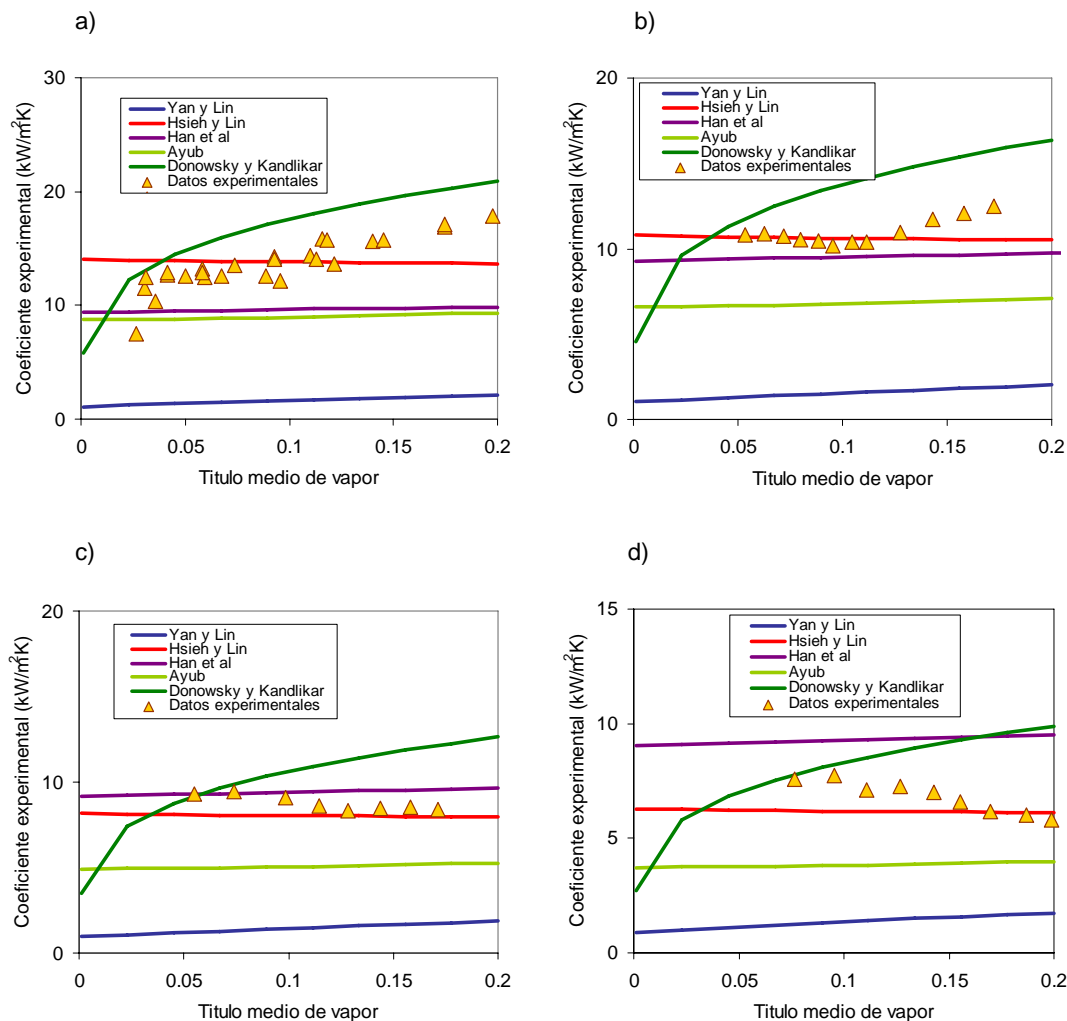 a)
30
20
10
0
Coeficiente experimental (kW/m²K)
Yan y Lin
Hsieh y Lin
Han et al
Ayub
Donowsky y Kandlikar
Datos experimentales
0 0.05 0.1 0.15 0.2
Titulo medio de vapor
b)
20
10
0
Coeficiente experimental (kW/m²K)
Yan y Lin
Hsieh y Lin
Han et al
Ayub
Donowsky y Kandlikar
Datos experimentales
0 0.05 0.1 0.15 0.2
Titulo medio de vapor
c)
20
10
0
Coeficiente experimental (kW/m²K)
Yan y Lin
Hsieh y Lin
Han et al
Ayub
Donowsky y Kandlikar
Datos experimentales
0 0.05 0.1 0.15 0.2
Titulo medio de vapor
d)
15
10
5
0
Coeficiente experimental (kW/m²K)
Yan y Lin
Hsieh y Lin
Han et al
Ayub
Donowsky y Kandlikar
Datos experimentales
0 0.05 0.1 0.15 0.2
Titulo medio de vapor